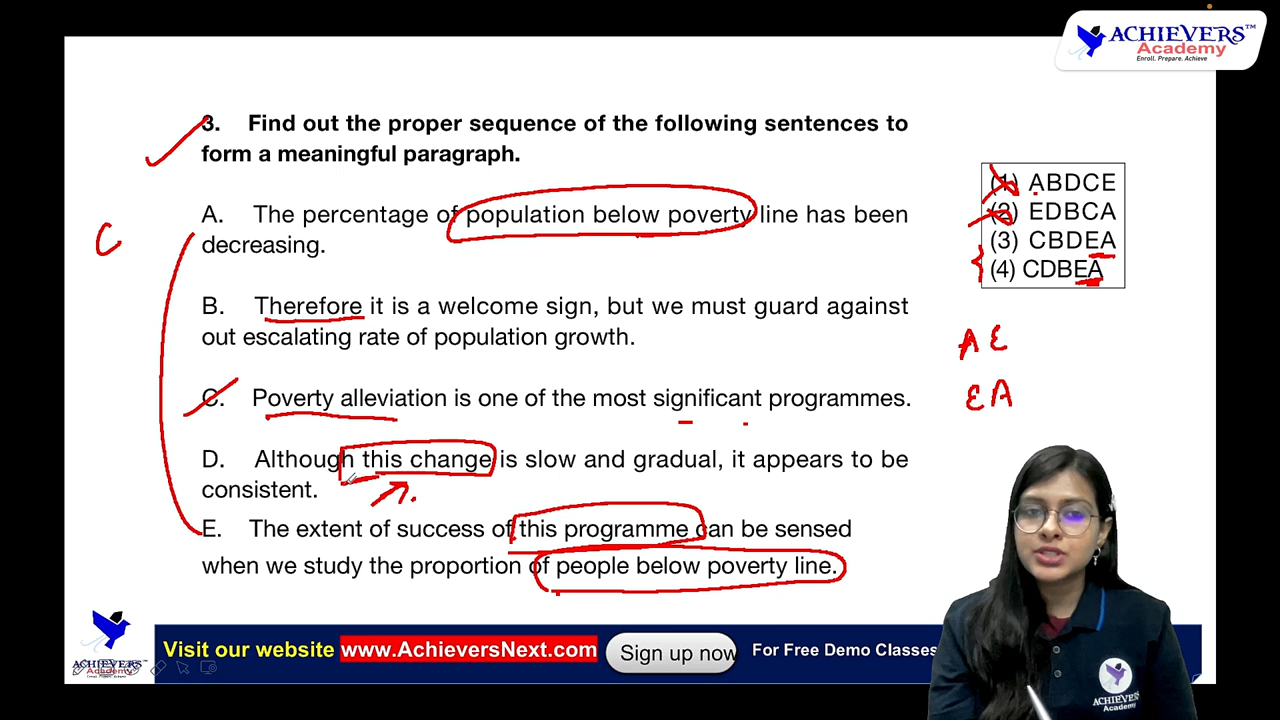 ACHIEVERS™
Academy
Enroll. Prepare. Achieve
3. Find out the proper sequence of the following sentences to
form a meaningful paragraph.
(1) ABDCE
(2) EDBCA
(3) CBDEA
(4) CDBEA
A. The percentage of population below poverty line has been
decreasing.
C
B. Therefore it is a welcome sign, but we must guard against
out escalating rate of population growth.
A E
E A
C. Poverty alleviation is one of the most significant programmes.
D. Although this change is slow and gradual, it appears to be
consistent.
E. The extent of success of this programme can be sensed
when we study the proportion of people below poverty line.
ACHIEVERS
Academy
Visit our website www.AchieversNext.com
Sign up now
For Free Demo Classes
ACHIEVERS
Academy